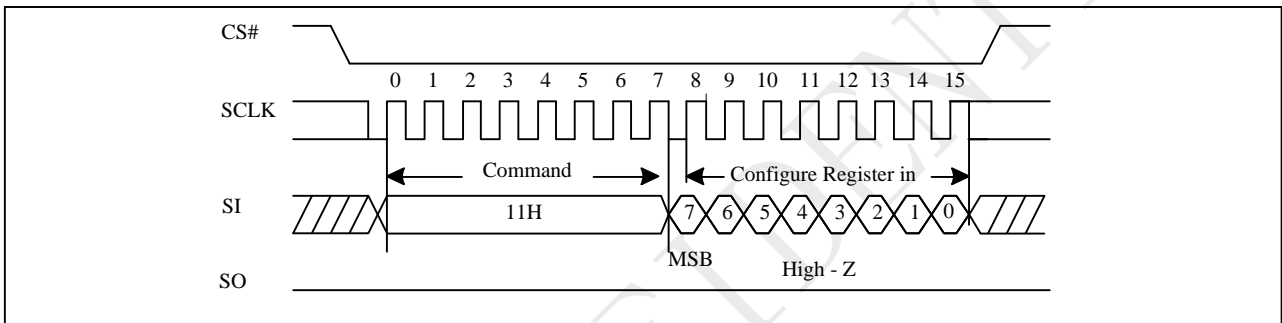 CS#
0 1 2 3 4 5 6 7 8 9 10 11 12 13 14 15
SCLK
Command Configure Register in
SI 11H 7 6 5 4 3 2 1 0
MSB High - Z
SO